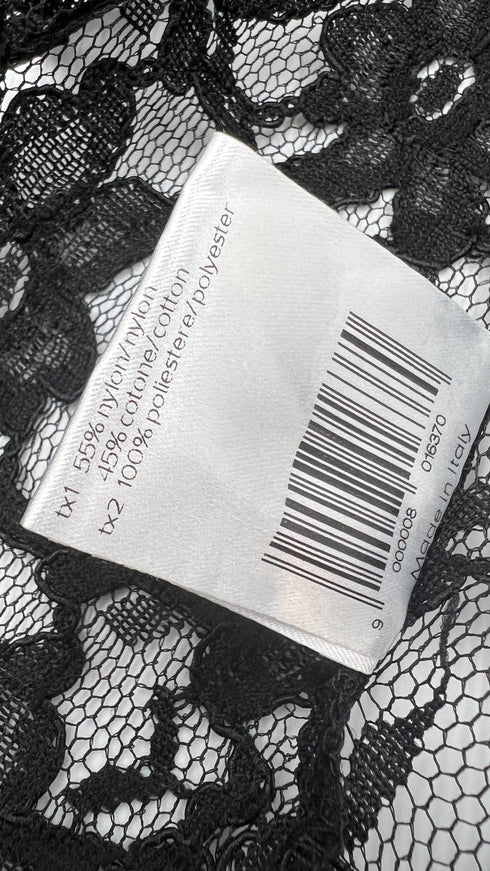 tx1 55% nylon/nylon
45% cotone/cotton
tx2 100% poliestere/polyester
9 000008 016370
Made in Italy